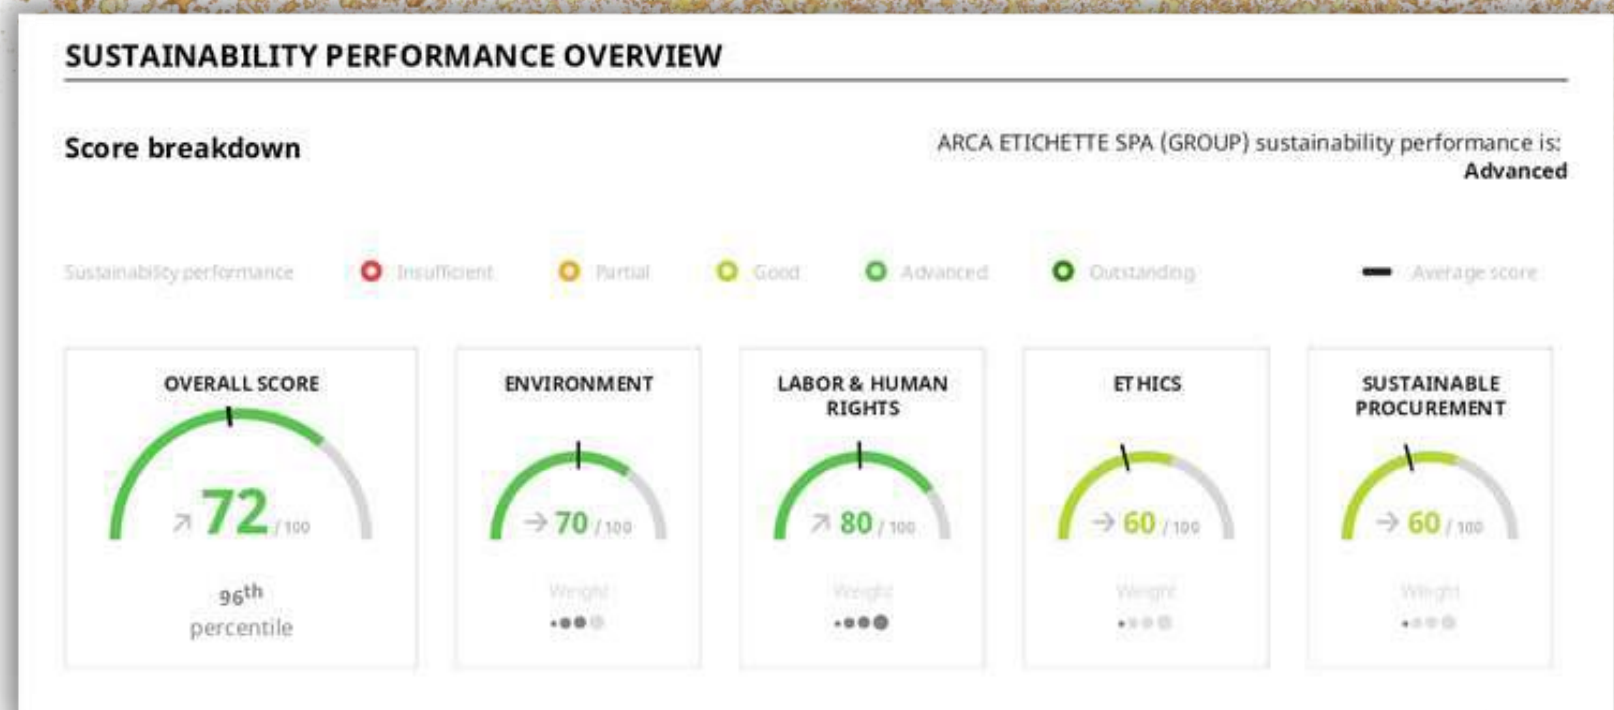 SUSTAINABILITY PERFORMANCE OVERVIEW
Score breakdown
ARCA ETICHETTE SPA (GROUP) sustainability performance is:
Advanced
Sustainability performance Insufficient Partial Good Advanced Outstanding Average score
OVERALL SCORE
72 / 100
96th
percentile
ENVIRONMENT
70 / 100
Weight
LABOR & HUMAN
RIGHTS
80 / 100
Weight
ETHICS
60 / 100
Weight
SUSTAINABLE
PROCUREMENT
60 / 100
Weight